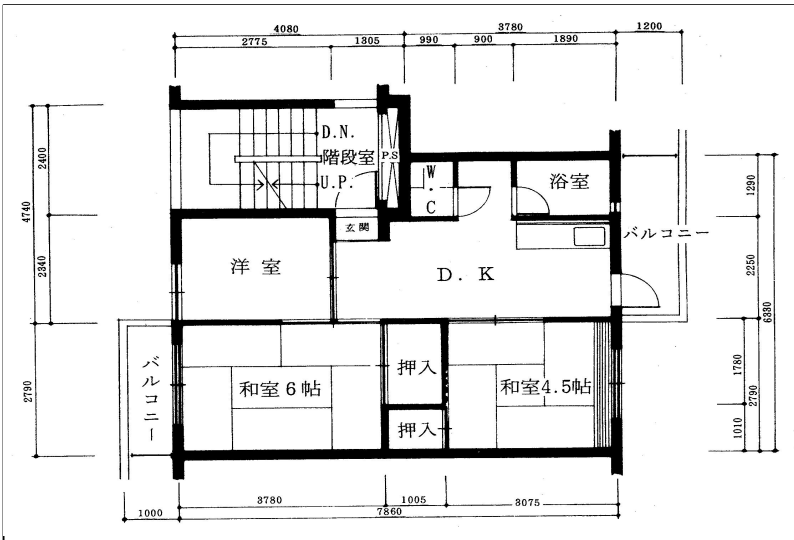 4080
3780
1200
2775
1305
990
900
1890
D.N.
階段室
U.P.
P.S
W・C
浴室
玄関
洋室
D.K
バルコニー
バルコニー
和室6帖
押入
押入
和室4.5帖
4740
2400
2340
2790
1290
2250
6330
1780
2790
1010
3780
1005
3075
1000
7860